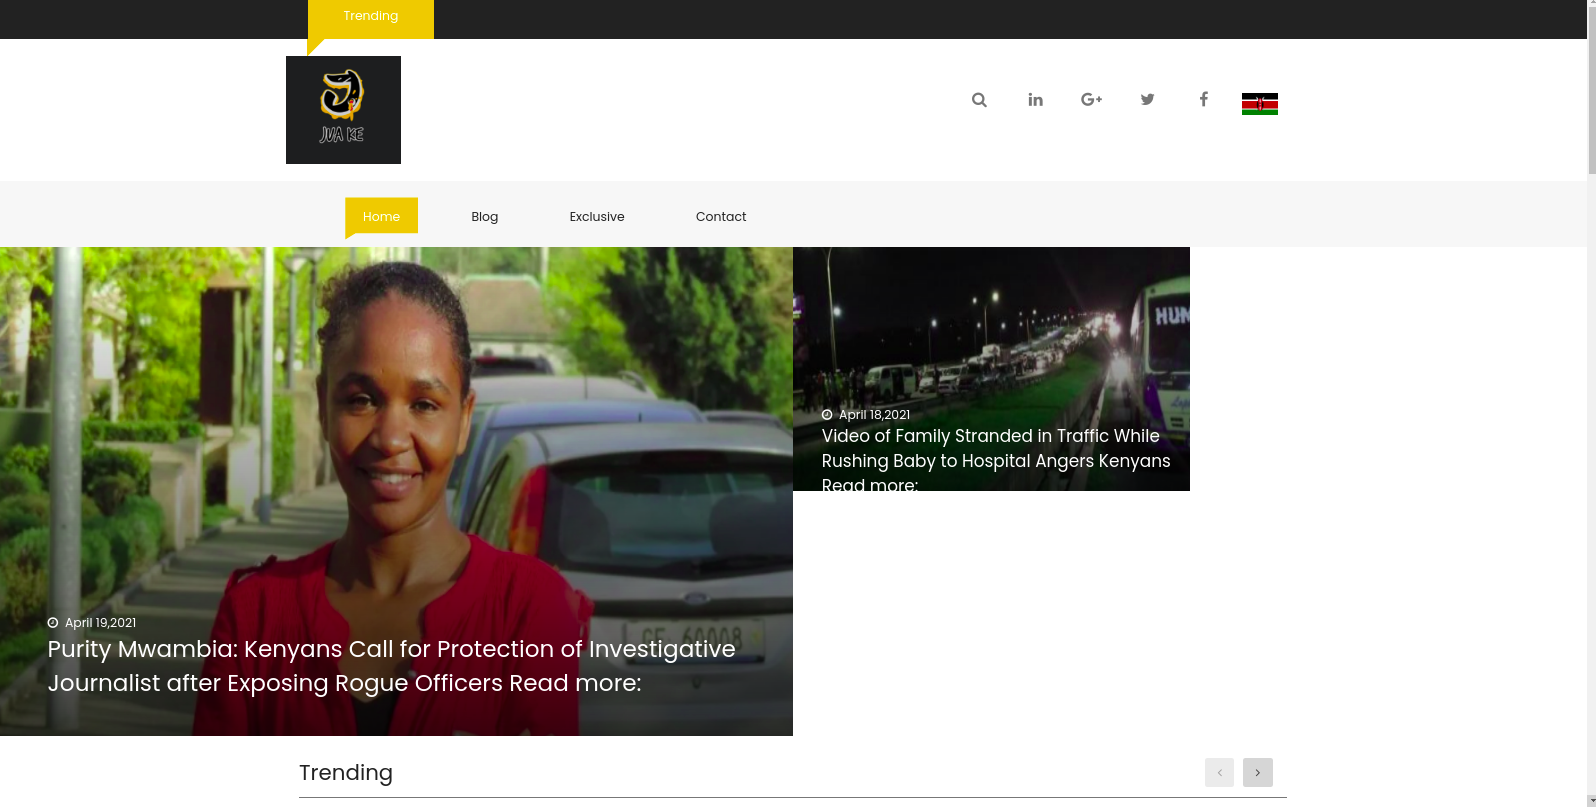 Trending
JUA KE
Home
Blog
Exclusive
Contact
HUN
April 19,2021
Purity Mwambia: Kenyans Call for Protection of Investigative
Journalist after Exposing Rogue Officers Read more:
April 18,2021
Video of Family Stranded in Traffic While
Rushing Baby to Hospital Angers Kenyans
Read more:
Trending